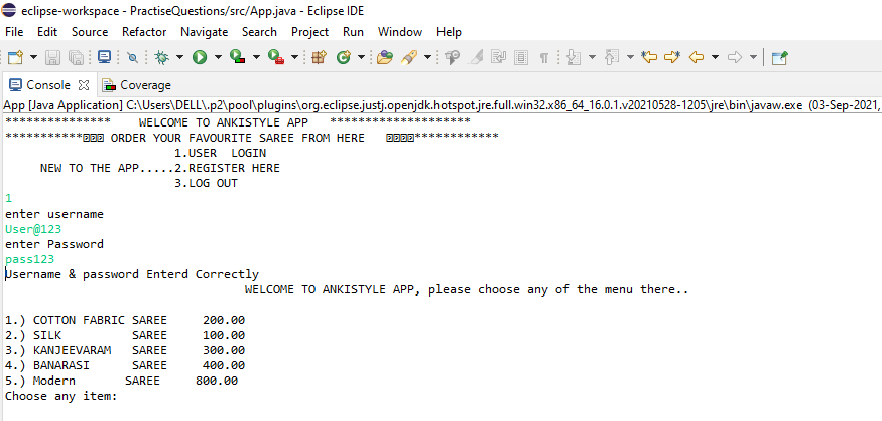 eclipse-workspace - PractiseQuestions/src/App.java - Eclipse IDE
File Edit Source Refactor Navigate Search Project Run Window Help
Console Coverage
App [Java Application] C:\Users\DELL\.p2\pool\plugins\org.eclipse.justj.openjdk.hotspot.jre.full.win32.x86_64_16.0.1.v20210528-1205\jre\bin\javaw.exe (03-Sep-2021,
*************** WELCOME TO ANKISTYLE APP ********************
*********** ORDER YOUR FAVOURITE SAREE FROM HERE ************
1.USER LOGIN
NEW TO THE APP.....2.REGISTER HERE
3.LOG OUT
1
enter username
User@123
enter Password
pass123
Username & password Enterd Correctly
WELCOME TO ANKISTYLE APP, please choose any of the menu there..
1.) COTTON FABRIC SAREE 200.00
2.) SILK SAREE 100.00
3.) KANJEEVARAM SAREE 300.00
4.) BANARASI SAREE 400.00
5.) Modern SAREE 800.00
Choose any item: